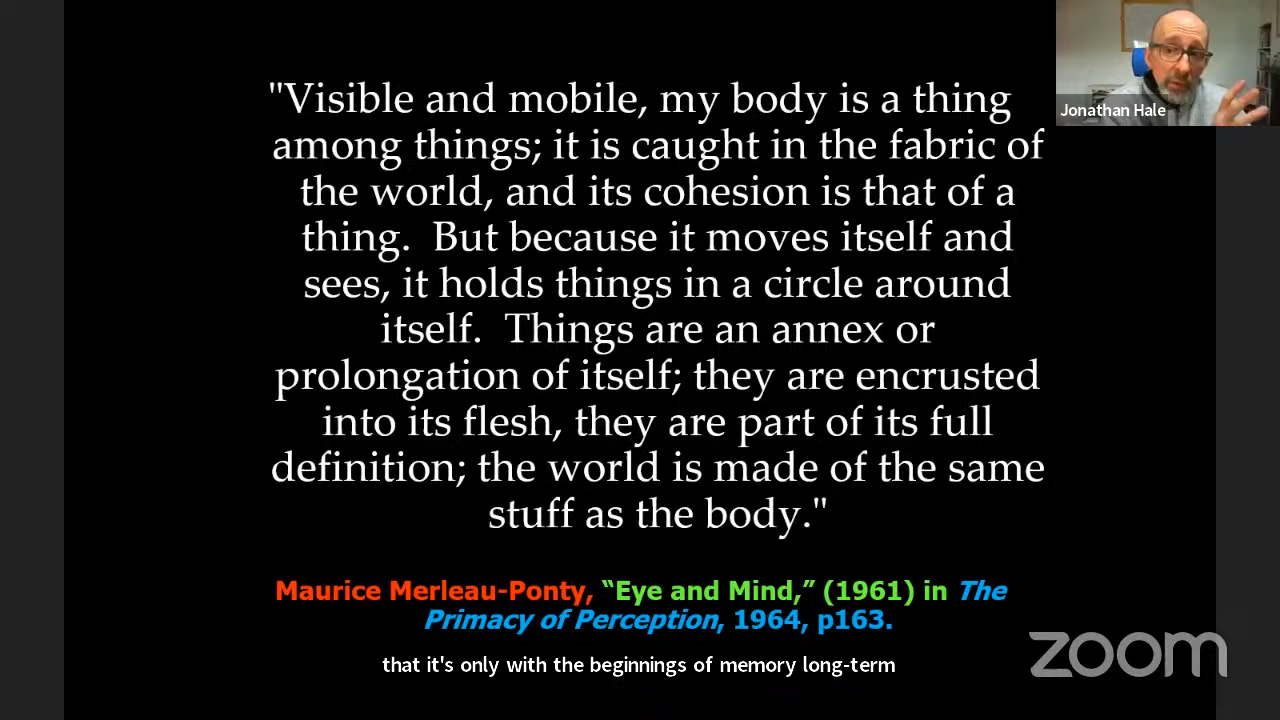 "Visible and mobile, my body is a thing
among things; it is caught in the fabric of
the world, and its cohesion is that of a
thing.  But because it moves itself and
sees, it holds things in a circle around
itself.  Things are an annex or
prolongation of itself; they are encrusted
into its flesh, they are part of its full
definition; the world is made of the same
stuff as the body."
Jonathan Hale
Maurice Merleau-Ponty, “Eye and Mind,” (1961) in The
Primacy of Perception, 1964, p163.
that it's only with the beginnings of memory long-term
zoom